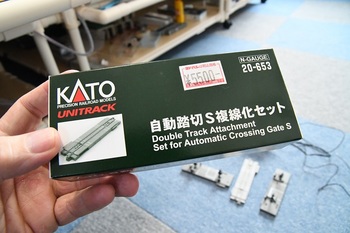 N-GAUGE
20-653
¥5500-
KATO
PRECISION RAILROAD MODELS
UNITRACK
自動踏切S複線化セット
Double Track Attachment
Set for Automatic Crossing Gate S